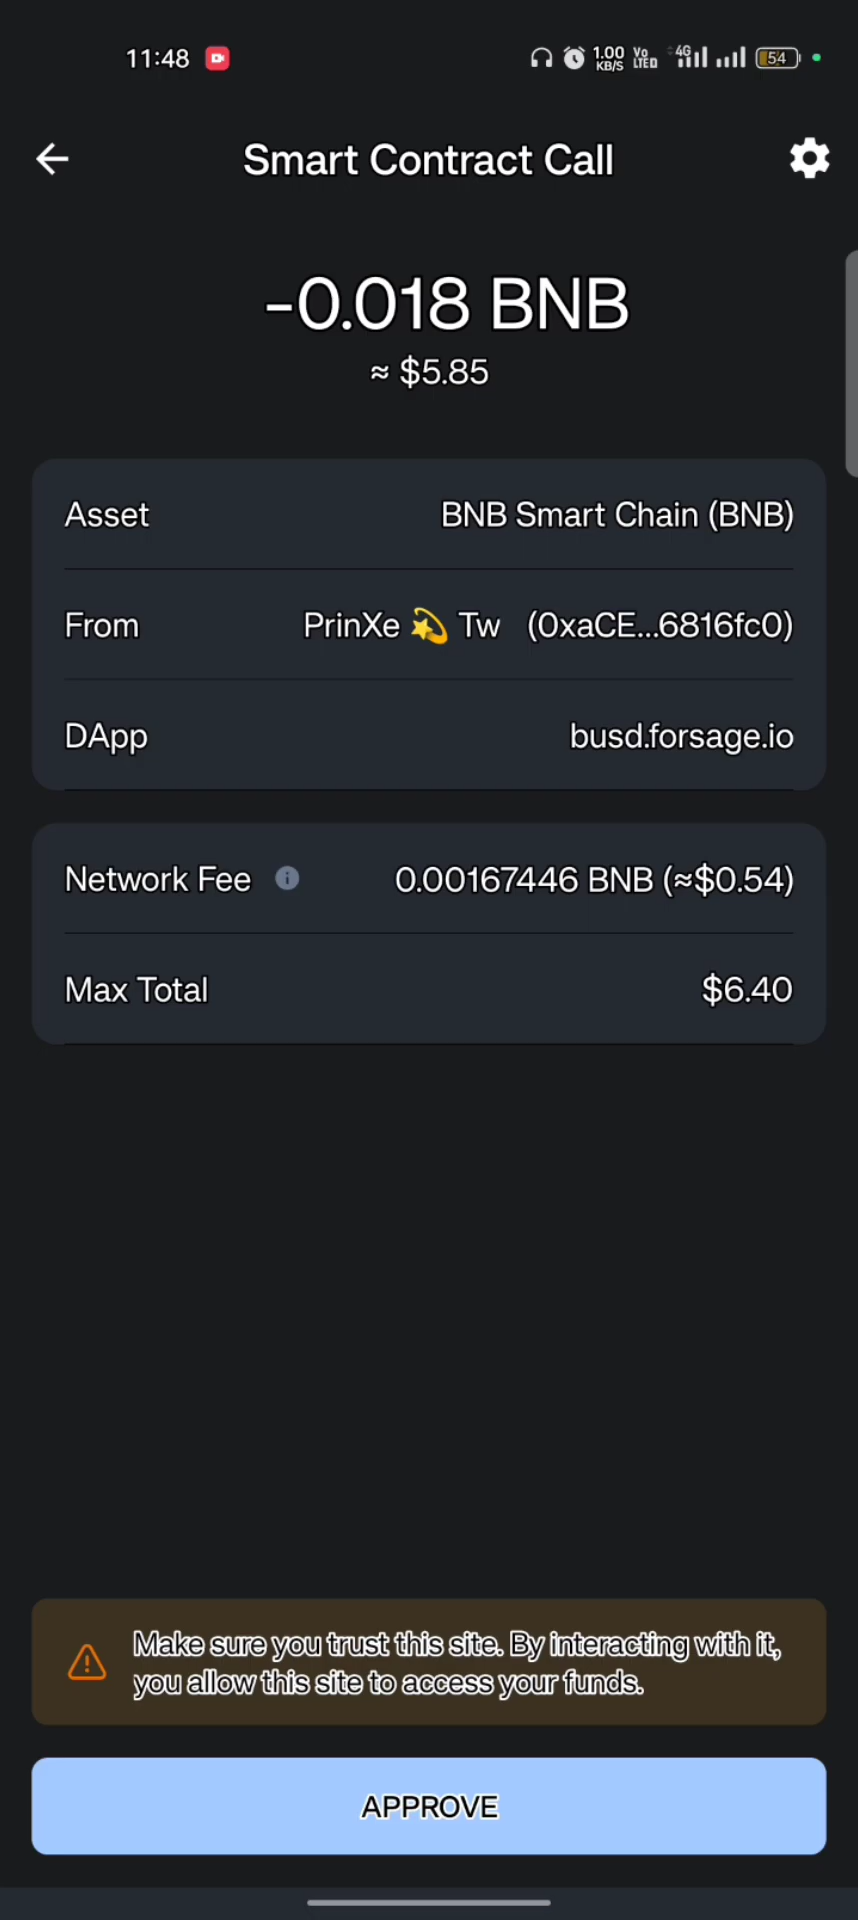 11:48
1.00 KB/S Vo LTED 4G 54
Smart Contract Call
-0.018 BNB
≈ $5.85
Asset BNB Smart Chain (BNB)
From PrinXe 💫 Tw (0xaCE...6816fc0)
DApp busd.forsage.io
Network Fee 0.00167446 BNB (≈$0.54)
Max Total $6.40
Make sure you trust this site. By interacting with it,
you allow this site to access your funds.
APPROVE